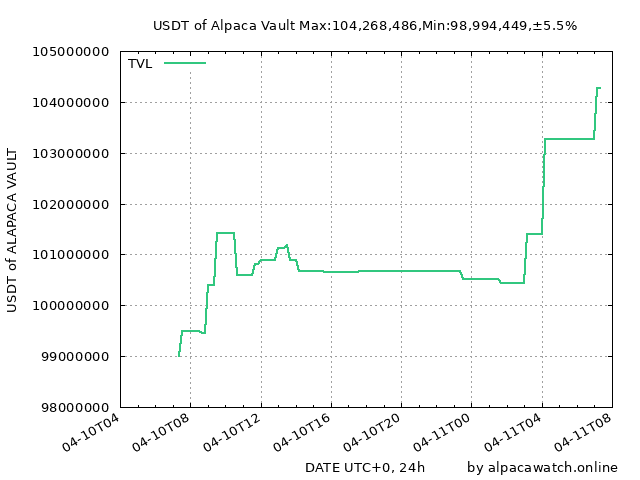 USDT of Alpaca Vault Max:104,268,486,Min:98,994,449,±5.5%
TVL
105000000
104000000
103000000
102000000
101000000
100000000
99000000
98000000
USDT of ALAPACA VAULT
04-10T04
04-10T08
04-10T12
04-10T16
04-10T20
04-11T00
04-11T04
04-11T08
DATE UTC+0, 24h
by alpacawatch.online